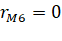 r_{M6} = 0